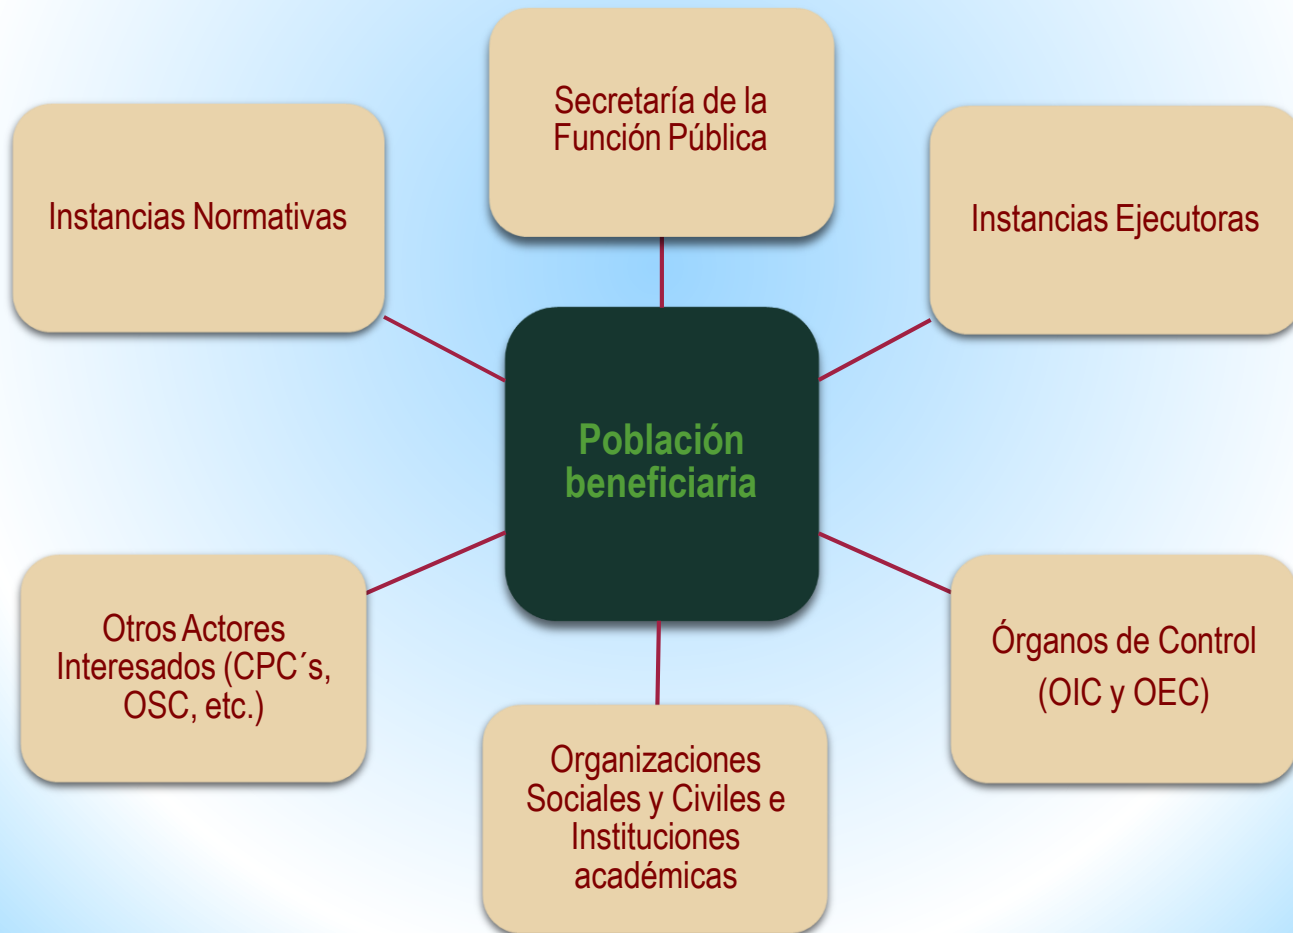 Secretaría de la
Función Pública
Instancias Normativas
Instancias Ejecutoras
Población
beneficiaria
Otros Actores
Interesados (CPC´s,
OSC, etc.)
Órganos de Control
(OIC y OEC)
Organizaciones
Sociales y Civiles e
Instituciones
académicas